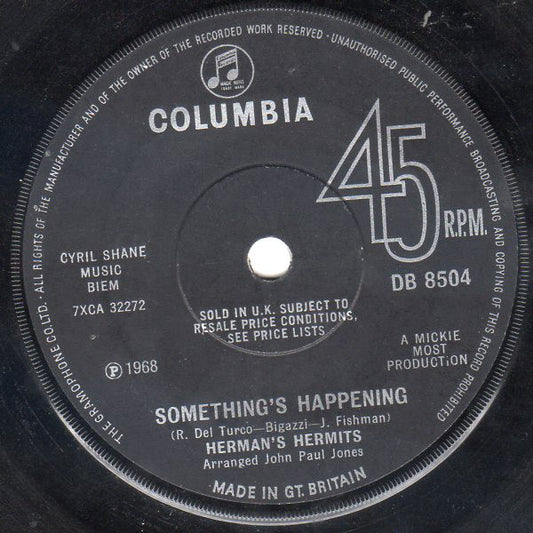 THE GRAMOPHONE CO.LTD. · ALL RIGHTS OF THE MANUFACTURER AND OF THE OWNER OF THE RECORDED WORK RESERVED · UNAUTHORISED PUBLIC PERFORMANCE BROADCASTING AND COPYING OF THIS RECORD PROHIBITED
MAGIC NOTES
TRADE MARK
COLUMBIA
45 R.P.M.
DB 8504
CYRIL SHANE
MUSIC
BIEM
7XCA 32272
SOLD IN U.K. SUBJECT TO
RESALE PRICE CONDITIONS,
SEE PRICE LISTS
Ⓟ 1968
A MICKIE
MOST
PRODUCTION
SOMETHING'S HAPPENING
(R. Del Turco—Bigazzi—J. Fishman)
HERMAN'S HERMITS
Arranged John Paul Jones
MADE IN GT. BRITAIN